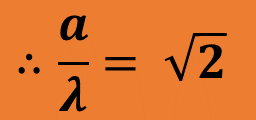 ∴ a/λ = √2